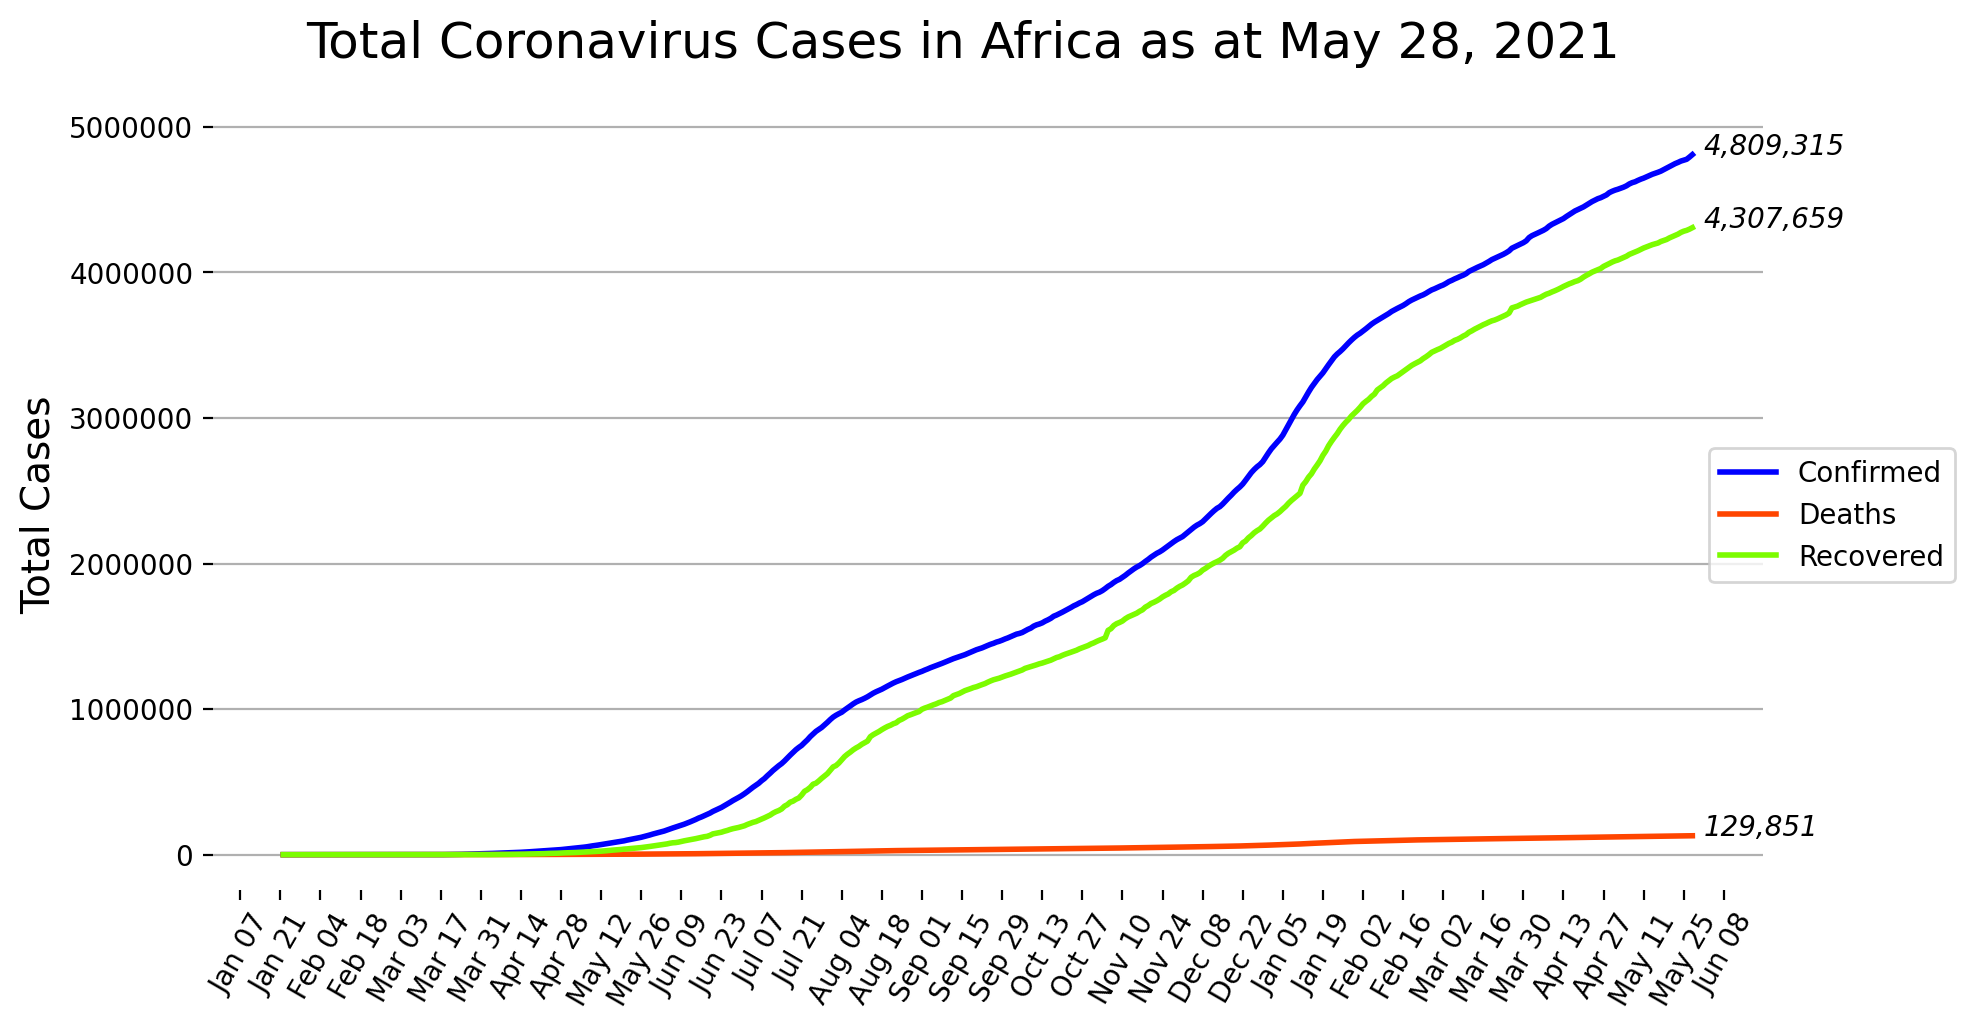 Total Coronavirus Cases in Africa as at May 28, 2021
Total Cases
5000000
4000000
3000000
2000000
1000000
0
4,809,315
4,307,659
129,851
Confirmed
Deaths
Recovered
Jan 07
Jan 21
Feb 04
Feb 18
Mar 03
Mar 17
Mar 31
Apr 14
Apr 28
May 12
May 26
Jun 09
Jun 23
Jul 07
Jul 21
Aug 04
Aug 18
Sep 01
Sep 15
Sep 29
Oct 13
Oct 27
Nov 10
Nov 24
Dec 08
Dec 22
Jan 05
Jan 19
Feb 02
Feb 16
Mar 02
Mar 16
Mar 30
Apr 13
Apr 27
May 11
May 25
Jun 08